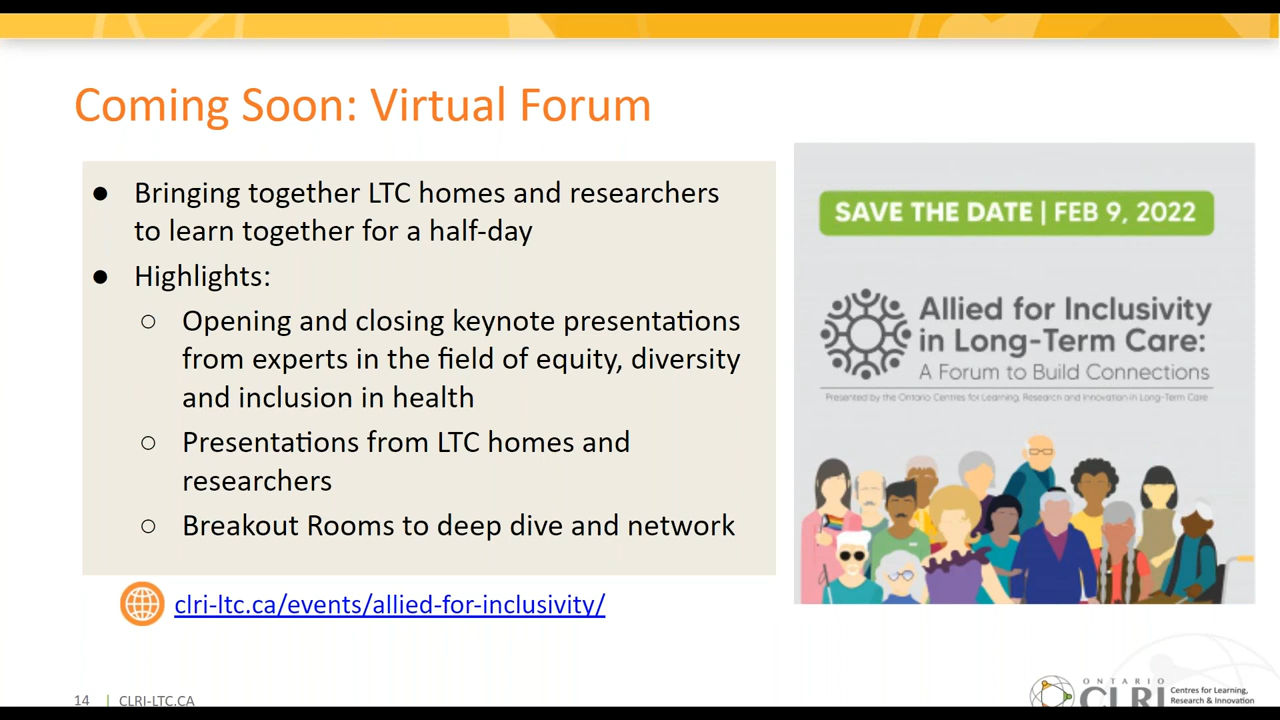 Coming Soon: Virtual Forum
● Bringing together LTC homes and researchers
to learn together for a half-day
● Highlights:
○ Opening and closing keynote presentations
from experts in the field of equity, diversity
and inclusion in health
○ Presentations from LTC homes and
researchers
○ Breakout Rooms to deep dive and network
clri-ltc.ca/events/allied-for-inclusivity/
SAVE THE DATE | FEB 9, 2022
Allied for Inclusivity
in Long-Term Care:
A Forum to Build Connections
Presented by the Ontario Centres for Learning, Research and Innovation in Long-Term Care
14 | CLRI-LTC.CA
ONTARIO
CLRI
Centres for Learning,
Research & Innovation